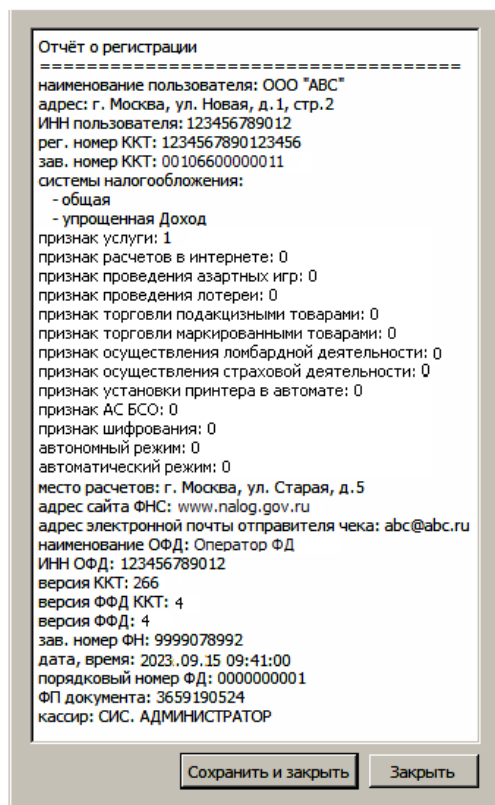 Отчёт о регистрации
====================================
наименование пользователя: ООО "АВС"
адрес: г. Москва, ул. Новая, д.1, стр.2
ИНН пользователя: 123456789012
рег. номер ККТ: 1234567890123456
зав. номер ККТ: 00106600000011
системы налогообложения:
- общая
- упрощенная Доход
признак услуги: 1
признак расчетов в интернете: 0
признак проведения азартных игр: 0
признак проведения лотереи: 0
признак торговли подакцизными товарами: 0
признак торговли маркированными товарами: 0
признак осуществления ломбардной деятельности: 0
признак осуществления страховой деятельности: 0
признак установки принтера в автомате: 0
признак АС БСО: 0
признак шифрования: 0
автономный режим: 0
автоматический режим: 0
место расчетов: г. Москва, ул. Старая, д.5
адрес сайта ФНС: www.nalog.gov.ru
адрес электронной почты отправителя чека: abc@abc.ru
наименование ОФД: Оператор ФД
ИНН ОФД: 123456789012
версия ККТ: 266
версия ФФД ККТ: 4
версия ФФД: 4
зав. номер ФН: 9999078992
дата, время: 2023.09.15 09:41:00
порядковый номер ФД: 0000000001
ФП документа: 3659190524
кассир: СИС. АДМИНИСТРАТОР
Сохранить и закрыть Закрыть